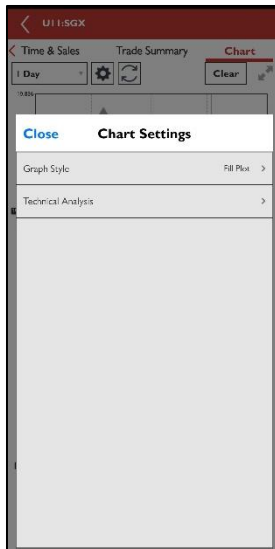 U11:SGX
Time & Sales Trade Summary Chart
1 Day Clear
Close Chart Settings
Graph Style Fill Plot
Technical Analysis